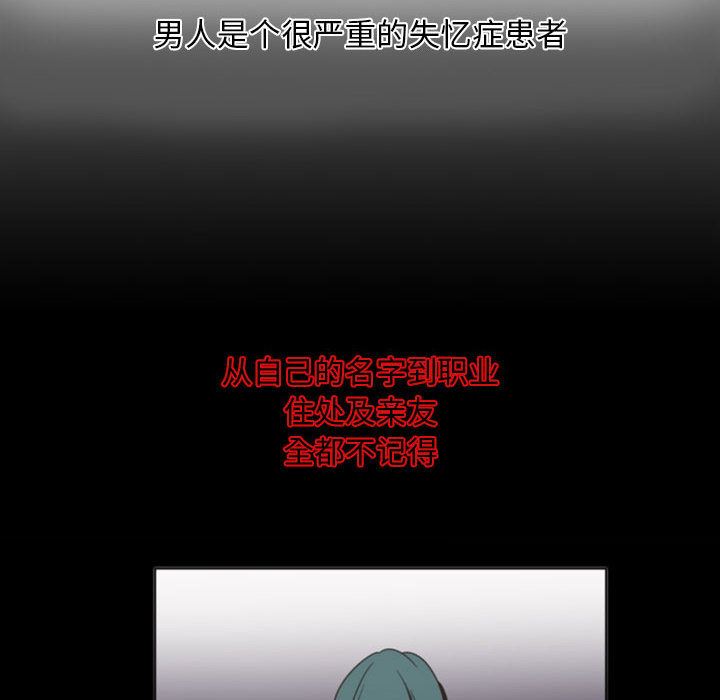 男人是个很严重的失忆症患者
从自己的名字到职业
住处及亲友
全都不记得